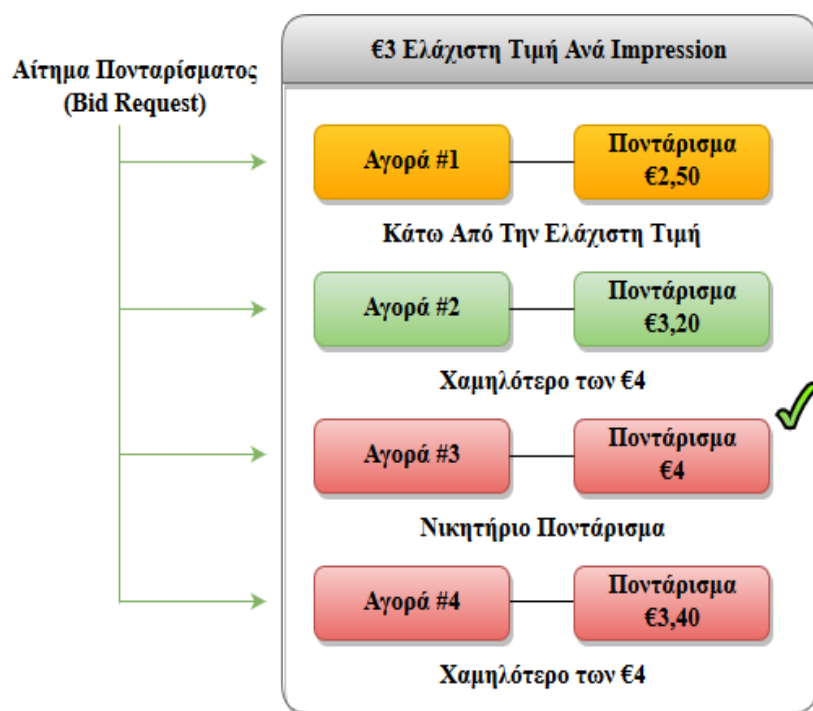 €3 Ελάχιστη Τιμή Ανά Impression
Αίτημα Πονταρίσματος
(Bid Request)
Αγορά #1
Ποντάρισμα
€2,50
Κάτω Από Την Ελάχιστη Τιμή
Αγορά #2
Ποντάρισμα
€3,20
Χαμηλότερο των €4
Αγορά #3
Ποντάρισμα
€4
Νικητήριο Ποντάρισμα
Αγορά #4
Ποντάρισμα
€3,40
Χαμηλότερο των €4